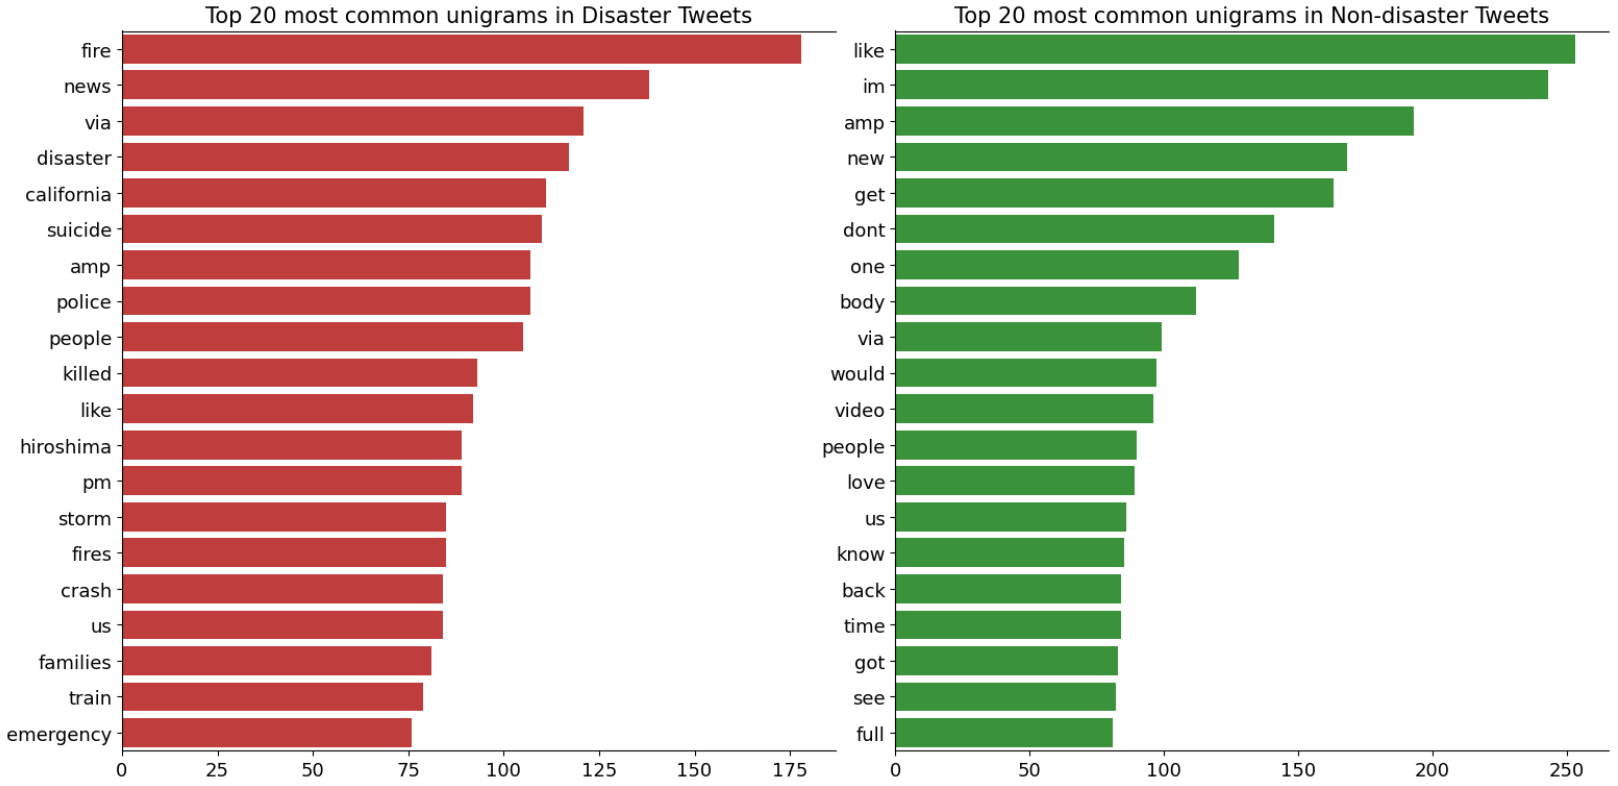 Top 20 most common unigrams in Disaster Tweets
fire
news
via
disaster
california
suicide
amp
police
people
killed
like
hiroshima
pm
storm
fires
crash
us
families
train
emergency
0 25 50 75 100 125 150 175
Top 20 most common unigrams in Non-disaster Tweets
like
im
amp
new
get
dont
one
body
via
would
video
people
love
us
know
back
time
got
see
full
0 50 100 150 200 250